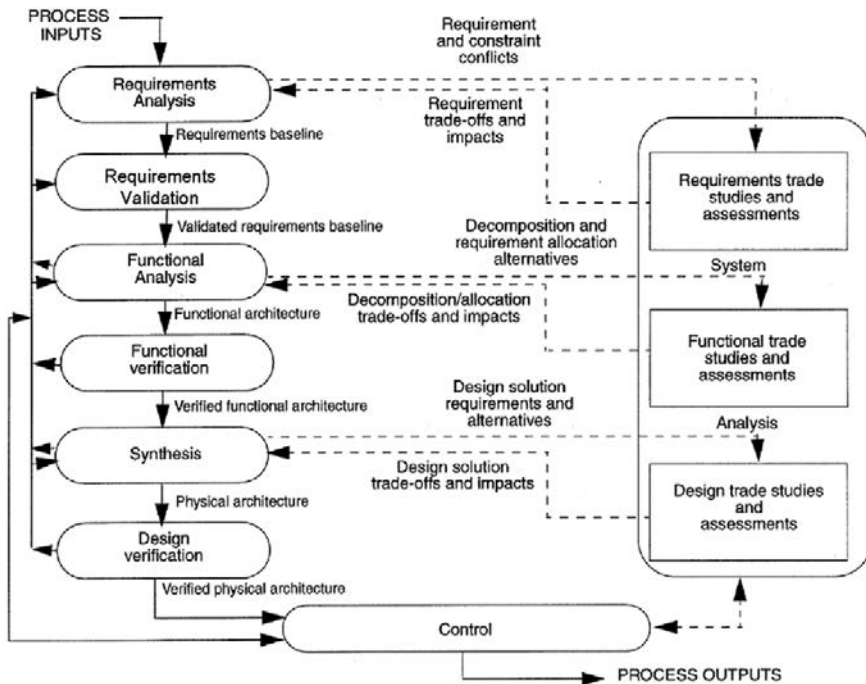 PROCESS
INPUTS
Requirements
Analysis
Requirements baseline
Requirements
Validation
Validated requirements baseline
Functional
Analysis
Functional architecture
Functional
verification
Verified functional architecture
Synthesis
Physical architecture
Design
verification
Verified physical architecture
Control
PROCESS OUTPUTS
Requirement
and constraint
conflicts
Requirement
trade-offs and
impacts
Decomposition and
requirement allocation
alternatives
Decomposition/allocation
trade-offs and impacts
Design solution
requirements and
alternatives
Design solution
trade-offs and impacts
Requirements trade
studies and
assessments
System
Functional trade
studies and
assessments
Analysis
Design trade studies
and
assessments